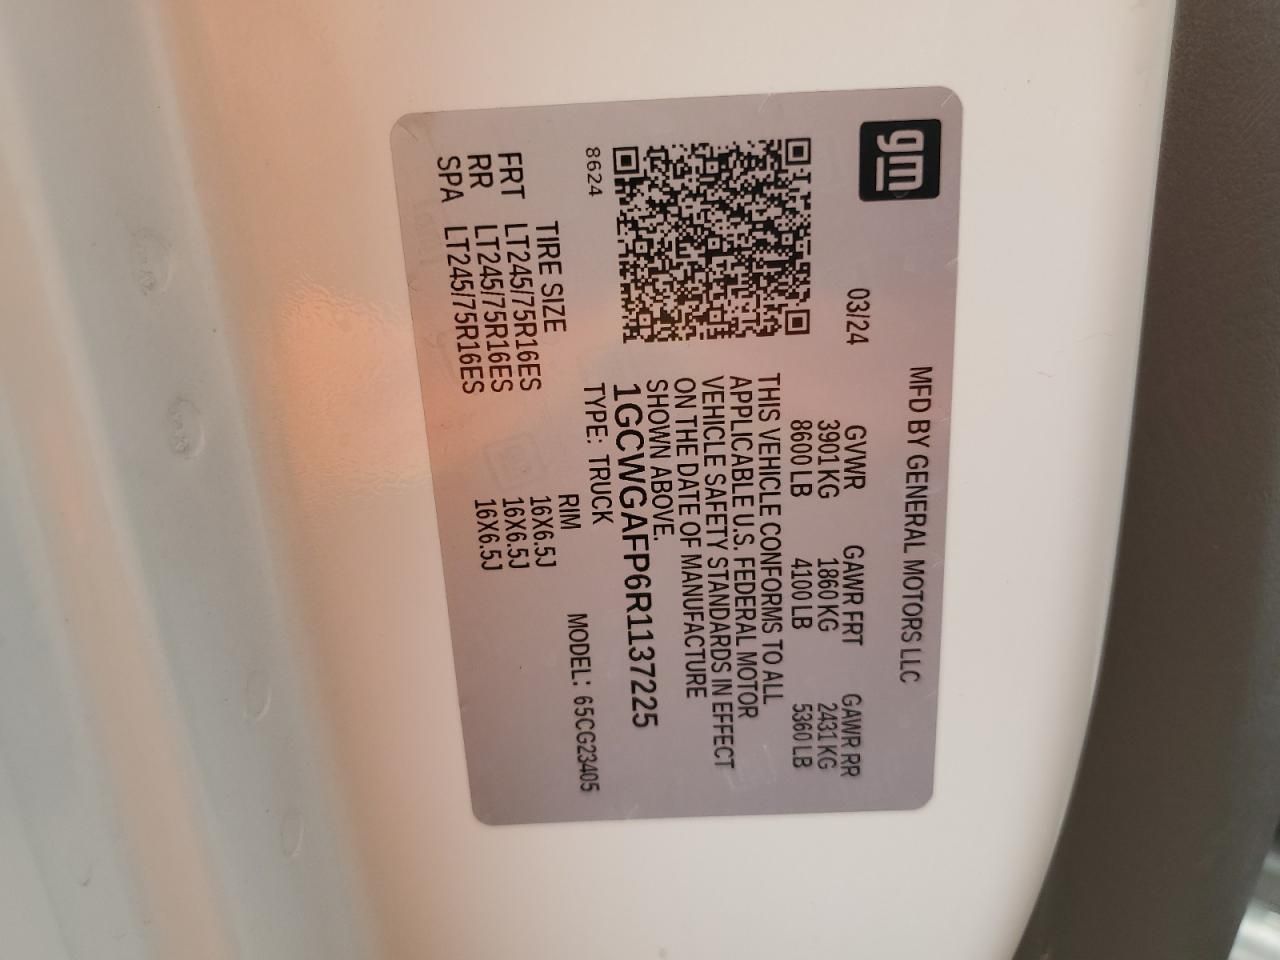 gm
MFD BY GENERAL MOTORS LLC
03/24 GVWR GAWR FRT GAWR RR
3901 KG 1860 KG 2431 KG
8600 LB 4100 LB 5360 LB
THIS VEHICLE CONFORMS TO ALL
APPLICABLE U.S. FEDERAL MOTOR
VEHICLE SAFETY STANDARDS IN EFFECT
ON THE DATE OF MANUFACTURE
SHOWN ABOVE.
1GCWGAFP6R1137225
8624 TYPE: TRUCK MODEL: 65CG23405
TIRE SIZE RIM
FRT LT245/75R16ES 16X6.5J
RR LT245/75R16ES 16X6.5J
SPA LT245/75R16ES 16X6.5J